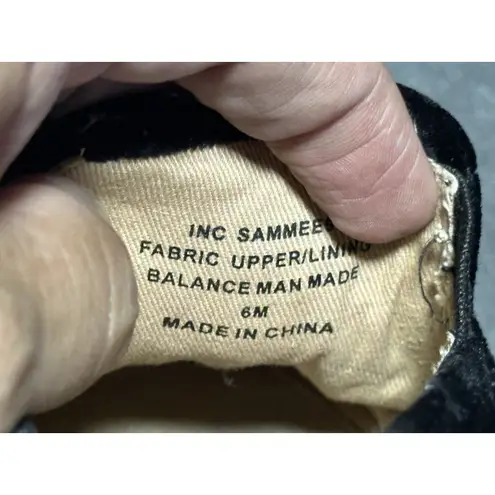 INC SAMMEE
FABRIC UPPER/LINING
BALANCE MAN MADE
6M
MADE IN CHINA